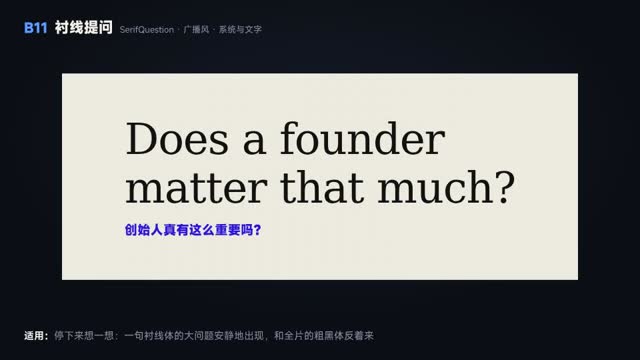 B11 衬线提问 SerifQuestion · 广播风 · 系统与文字
Does a founder
matter that much?
创始人真有这么重要吗？
适用：停下来想一想：一句衬线体的大问题安静地出现，和全片的粗黑体反着来